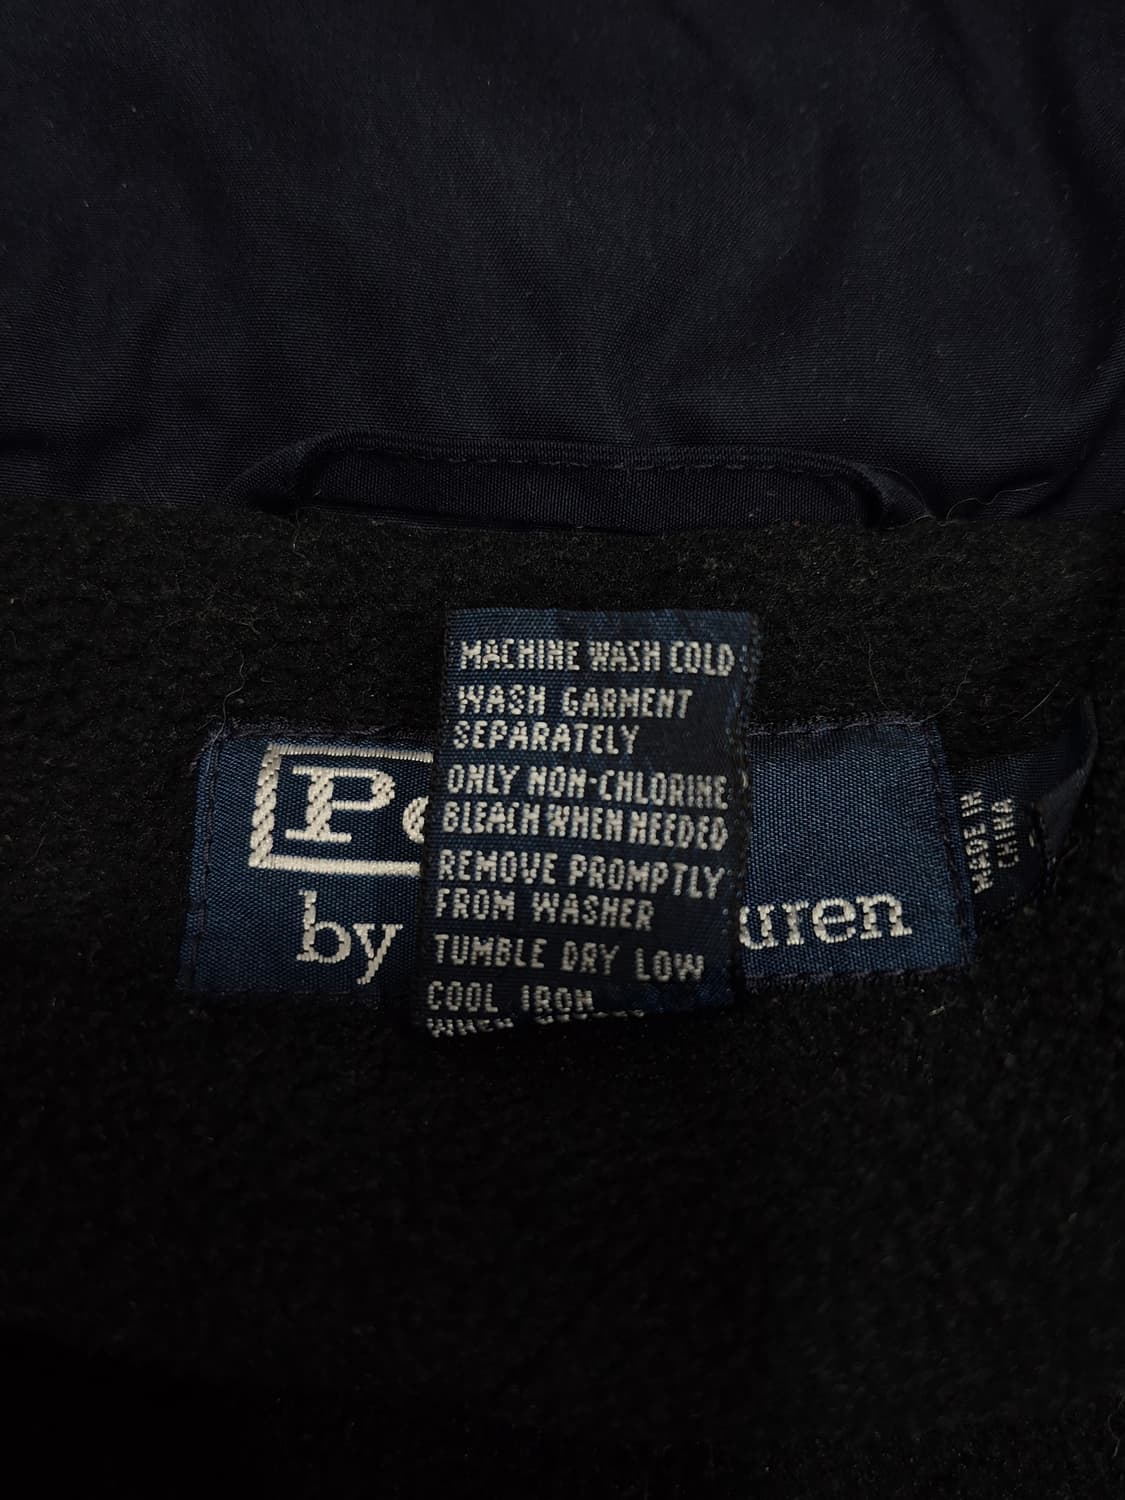 MACHINE WASH COLD
WASH GARMENT
SEPARATELY
ONLY NON-CHLORINE
BLEACH WHEN NEEDED
REMOVE PROMPTLY
FROM WASHER
TUMBLE DRY LOW
COOL IRON
WHEN
P
by
uren
MADE IN
CHINA